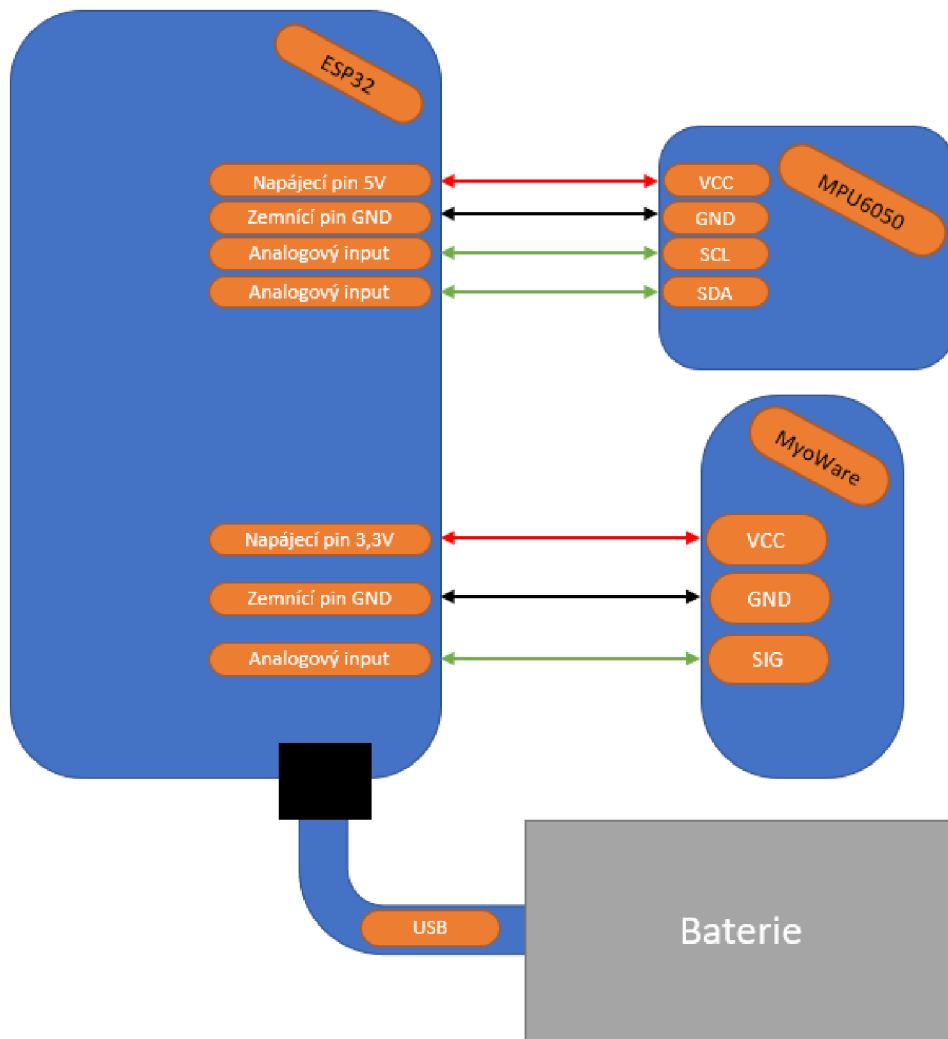 ESP32
Napájecí pin 5V
Zemnící pin GND
Analogový input
Analogový input
VCC
GND
SCL
SDA
MPU6050
Napájecí pin 3,3V
Zemnící pin GND
Analogový input
MyoWare
VCC
GND
SIG
USB
Baterie